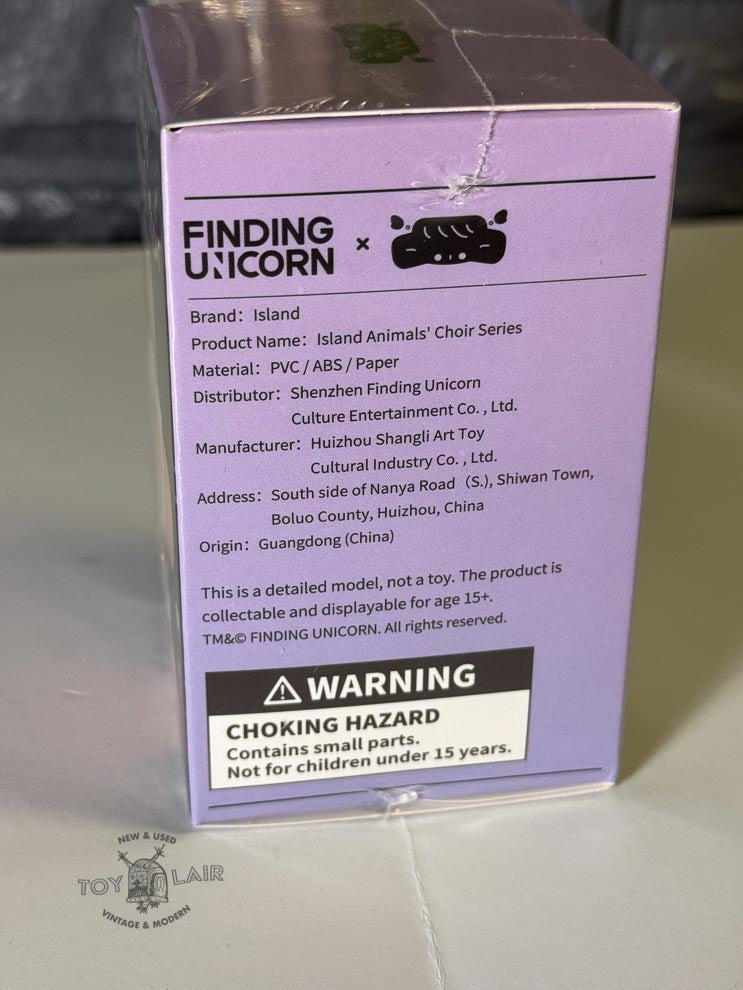 FINDING
UNICORN
×
Brand: Island
Product Name: Island Animals' Choir Series
Material: PVC / ABS / Paper
Distributor: Shenzhen Finding Unicorn
Culture Entertainment Co. , Ltd.
Manufacturer: Huizhou Shangli Art Toy
Cultural Industry Co. , Ltd.
Address: South side of Nanya Road (S.), Shiwan Town,
Boluo County, Huizhou, China
Origin: Guangdong (China)
This is a detailed model, not a toy. The product is
collectable and displayable for age 15+.
TM&© FINDING UNICORN. All rights reserved.
WARNING
CHOKING HAZARD
Contains small parts.
Not for children under 15 years.
NEW & USED
TOY LAIR
VINTAGE & MODERN